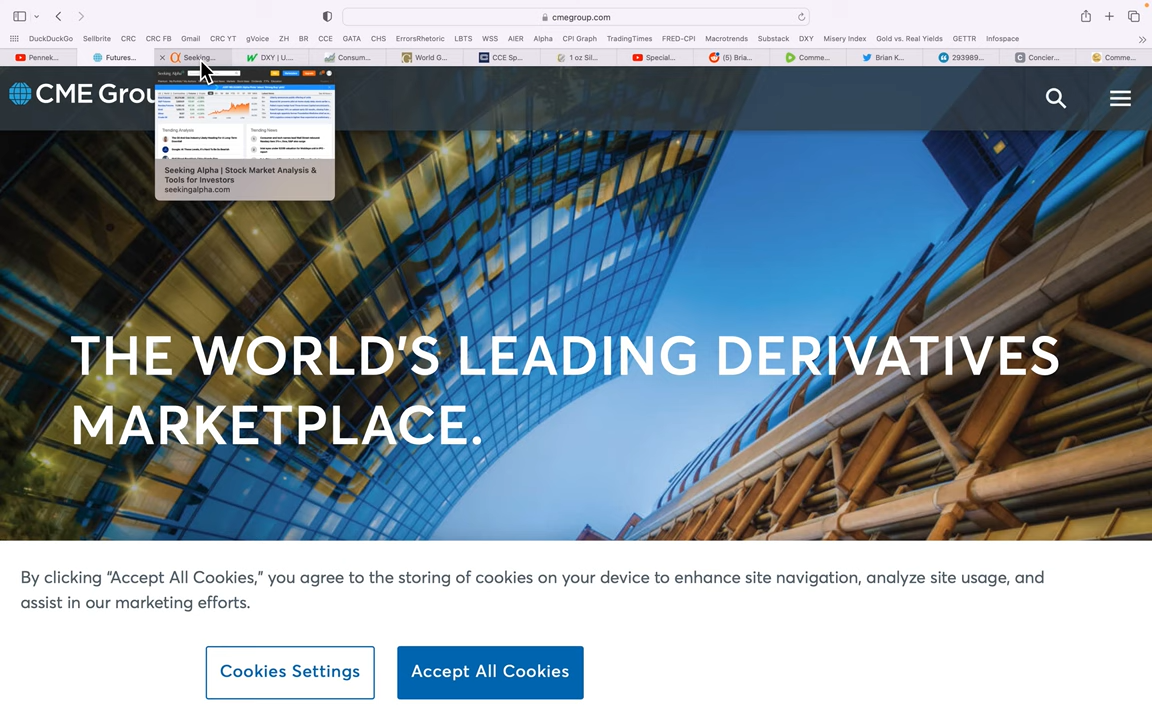 cmegroup.com
DuckDuckGo Sellbrite CRC CRC FB Gmail CRC YT gVoice ZH BR CCE GATA CHS ErrorsRhetoric LBTS WSS AIER Alpha CPI Graph TradingTimes FRED-CPI Macrotrends Substack DXY Misery Index Gold vs. Real Yields GETTR Infospace
Pennek... Futures... Seeking... DXY | U... Consum... World G... CCE Sp... 1 oz Sil... Special... (5) Bria... Comme... Brian K... 293989... Concier... Comme...
CME Grou
Trending Analysis Trending News
Seeking Alpha | Stock Market Analysis &
Tools for Investors
seekingalpha.com
THE WORLD'S LEADING DERIVATIVES
MARKETPLACE.
By clicking “Accept All Cookies,” you agree to the storing of cookies on your device to enhance site navigation, analyze site usage, and
assist in our marketing efforts.
Cookies Settings Accept All Cookies